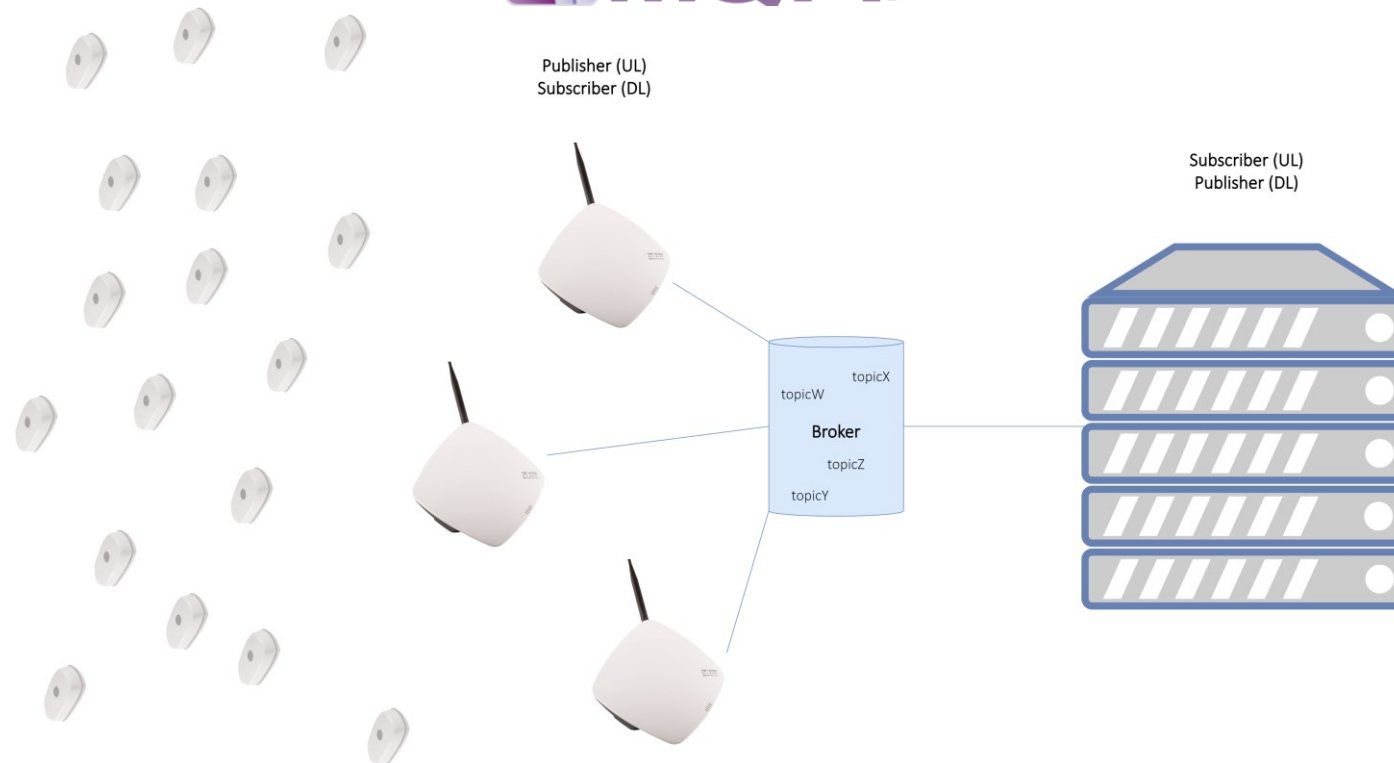 Publisher (UL)
Subscriber (DL)
Subscriber (UL)
Publisher (DL)
topicX
topicW
Broker
topicZ
topicY